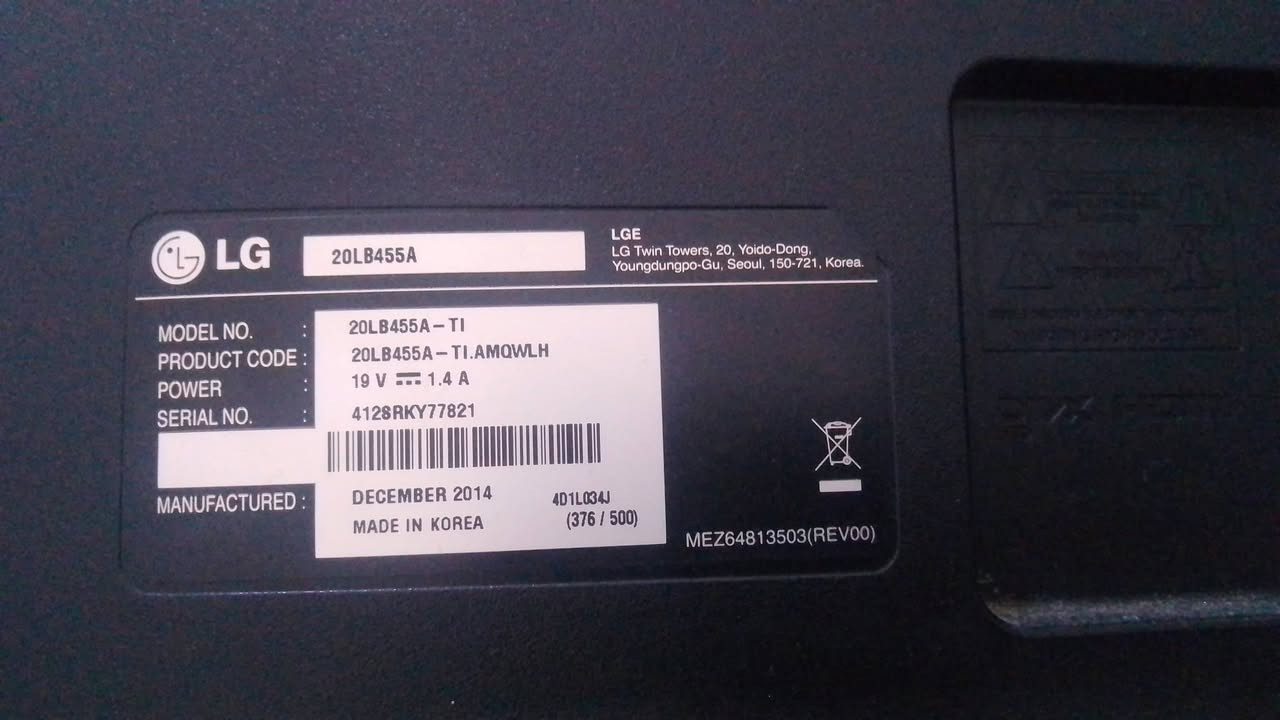 LG
20LB455A
LGE
LG Twin Towers, 20, Yoido-Dong,
Youngdungpo-Gu, Seoul, 150-721, Korea.
MODEL NO. : 20LB455A-TI
PRODUCT CODE : 20LB455A-TI.AMQWLH
POWER : 19 V ⎓ 1.4 A
SERIAL NO. : 412SRKY77821
MANUFACTURED : DECEMBER 2014 4D1L034J
MADE IN KOREA (376 / 500)
MEZ64813503(REV00)